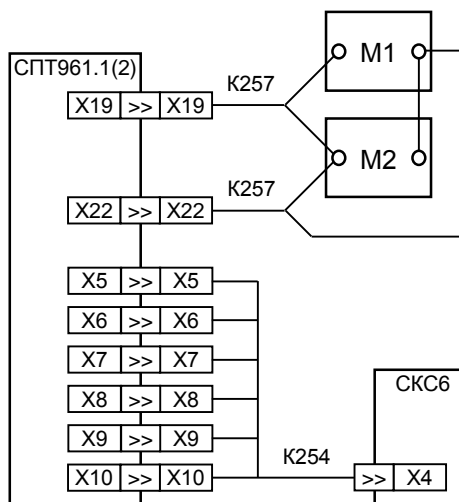 М1
СПТ961.1(2)
К257
X19 >> X19
М2
К257
X22 >> X22
X5 >> X5
X6 >> X6
X7 >> X7
СКС6
X8 >> X8
X9 >> X9
К254
X10 >> X10
>> X4